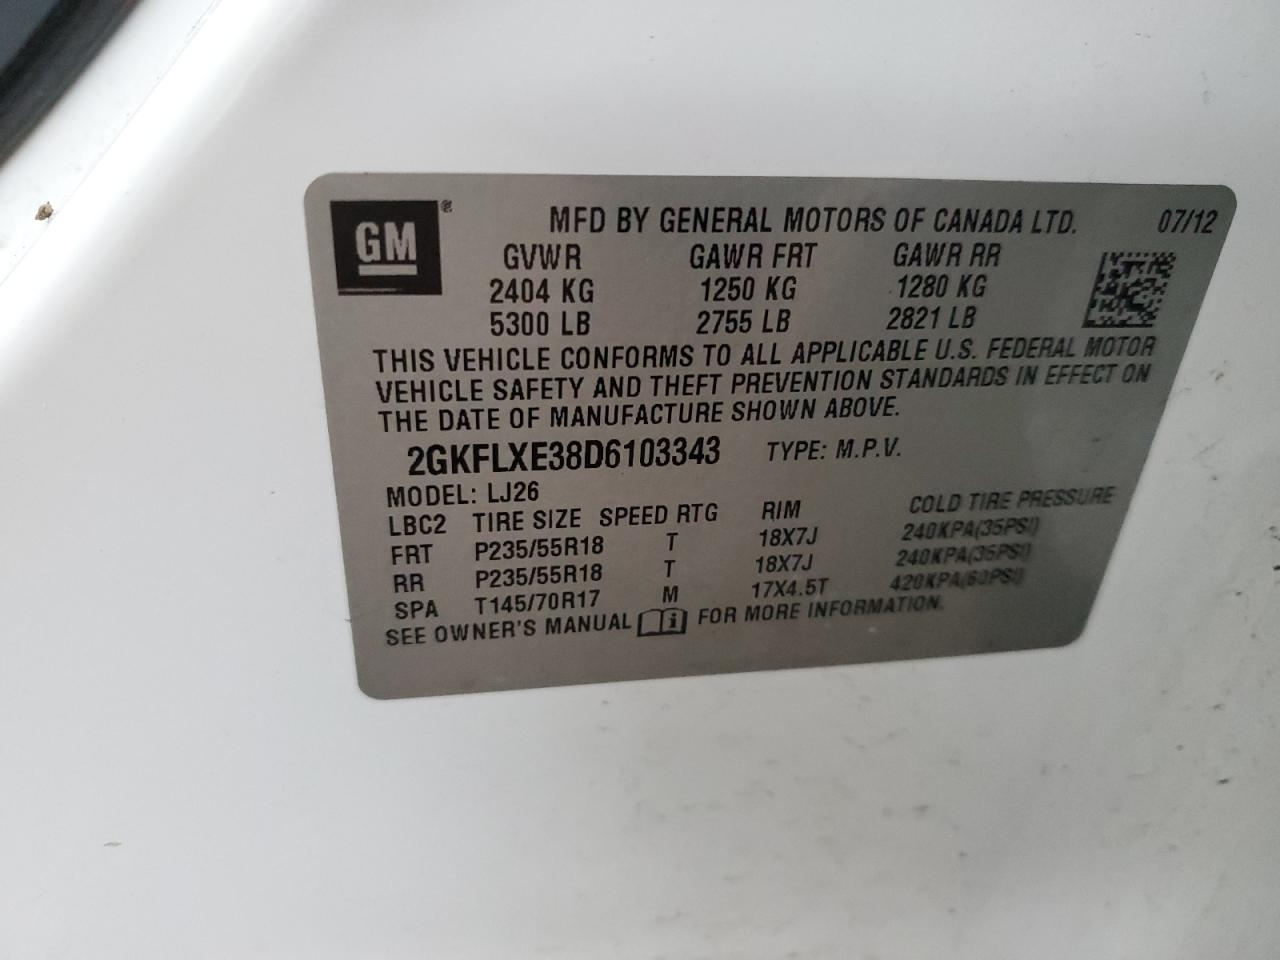 GM ®
MFD BY GENERAL MOTORS OF CANADA LTD. 07/12
GVWR GAWR FRT GAWR RR
2404 KG 1250 KG 1280 KG
5300 LB 2755 LB 2821 LB
THIS VEHICLE CONFORMS TO ALL APPLICABLE U.S. FEDERAL MOTOR
VEHICLE SAFETY AND THEFT PREVENTION STANDARDS IN EFFECT ON
THE DATE OF MANUFACTURE SHOWN ABOVE.
2GKFLXE38D6103343 TYPE: M.P.V.
MODEL: LJ26
LBC2 TIRE SIZE SPEED RTG RIM COLD TIRE PRESSURE
FRT P235/55R18 T 18X7J 240KPA(35PSI)
RR P235/55R18 T 18X7J 240KPA(35PSI)
SPA T145/70R17 M 17X4.5T 420KPA(60PSI)
SEE OWNER'S MANUAL i FOR MORE INFORMATION.